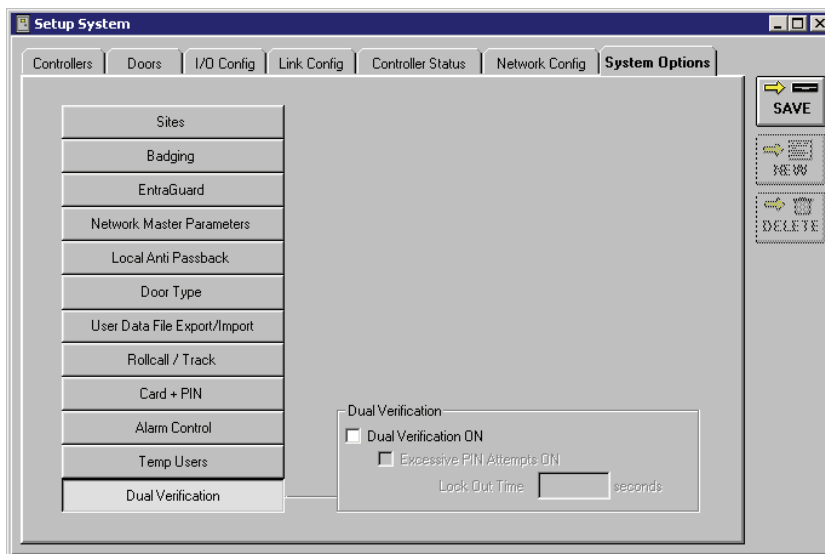 Setup System
Controllers Doors I/O Config Link Config Controller Status Network Config System Options
SAVE
NEW
DELETE
Sites
Badging
EntraGuard
Network Master Parameters
Local Anti Passback
Door Type
User Data File Export/Import
Rollcall / Track
Card + PIN
Alarm Control
Temp Users
Dual Verification
Dual Verification
Dual Verification ON
Excessive PIN Attempts ON
Lock Out Time seconds